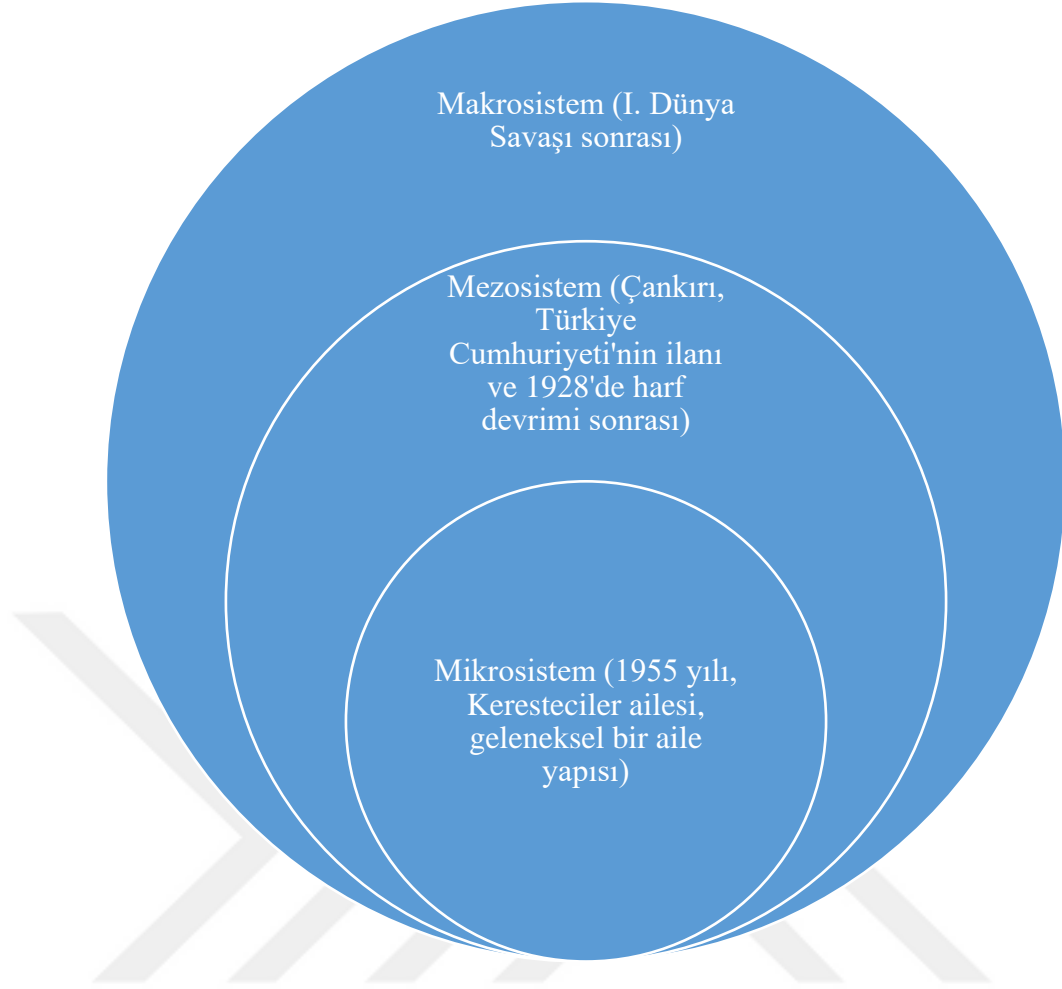 Makrosistem (I. Dünya
Savaşı sonrası)
Mezosistem (Çankırı,
Türkiye
Cumhuriyeti'nin ilanı
ve 1928'de harf
devrimi sonrası)
Mikrosistem (1955 yılı,
Keresteciler ailesi,
geleneksel bir aile
yapısı)